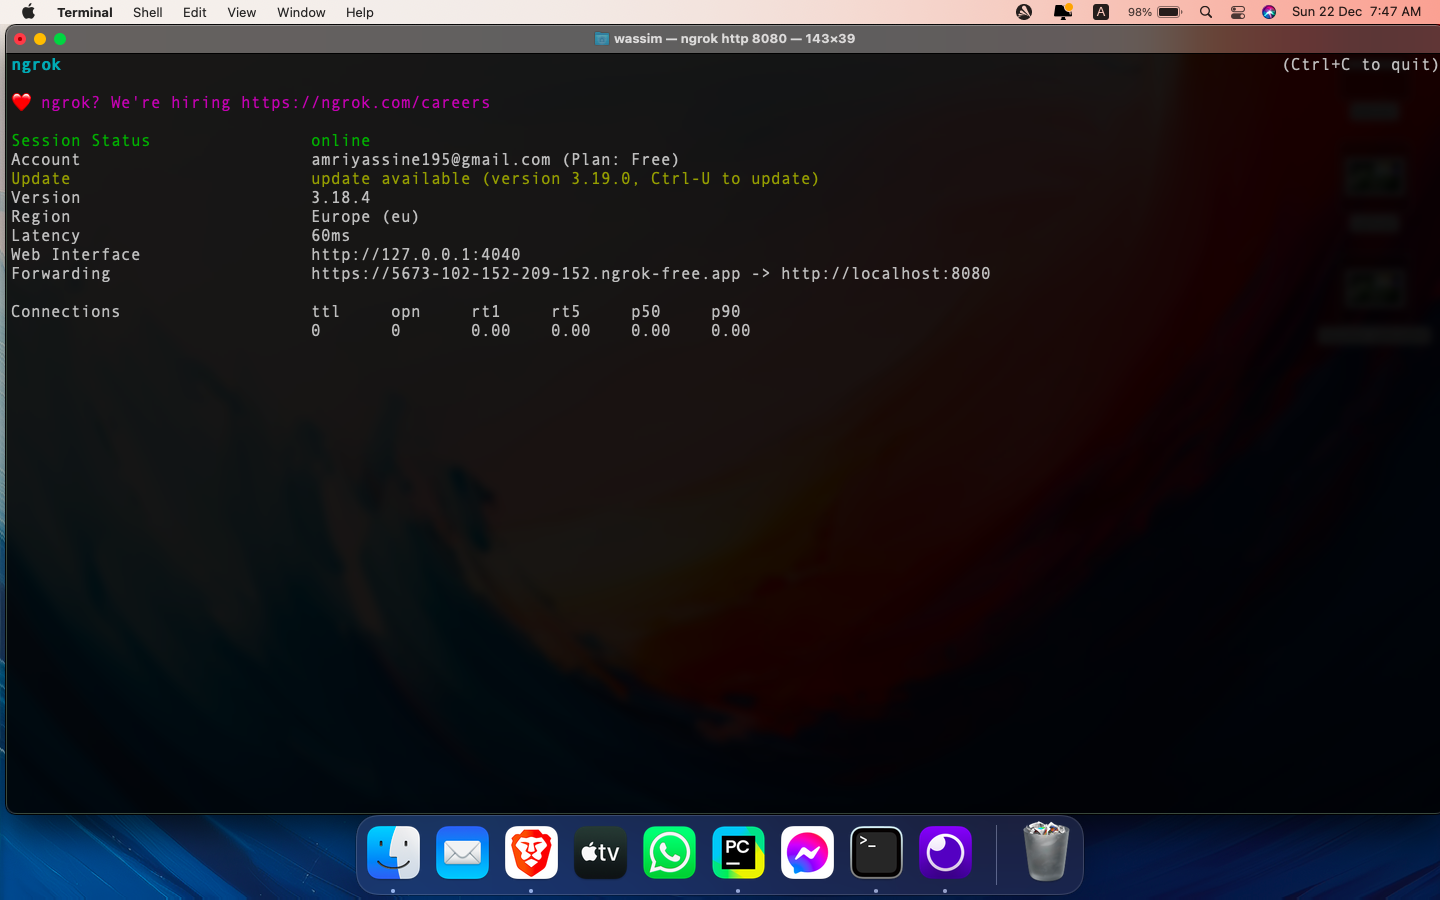 Terminal Shell Edit View Window Help A 98% Sun 22 Dec 7:47 AM
wassim — ngrok http 8080 — 143×39
ngrok (Ctrl+C to quit)
❤️ ngrok? We're hiring https://ngrok.com/careers
Session Status online
Account amriyassine195@gmail.com (Plan: Free)
Update update available (version 3.19.0, Ctrl-U to update)
Version 3.18.4
Region Europe (eu)
Latency 60ms
Web Interface http://127.0.0.1:4040
Forwarding https://5673-102-152-209-152.ngrok-free.app -> http://localhost:8080
Connections ttl opn rt1 rt5 p50 p90
0 0 0.00 0.00 0.00 0.00
tv PC >_